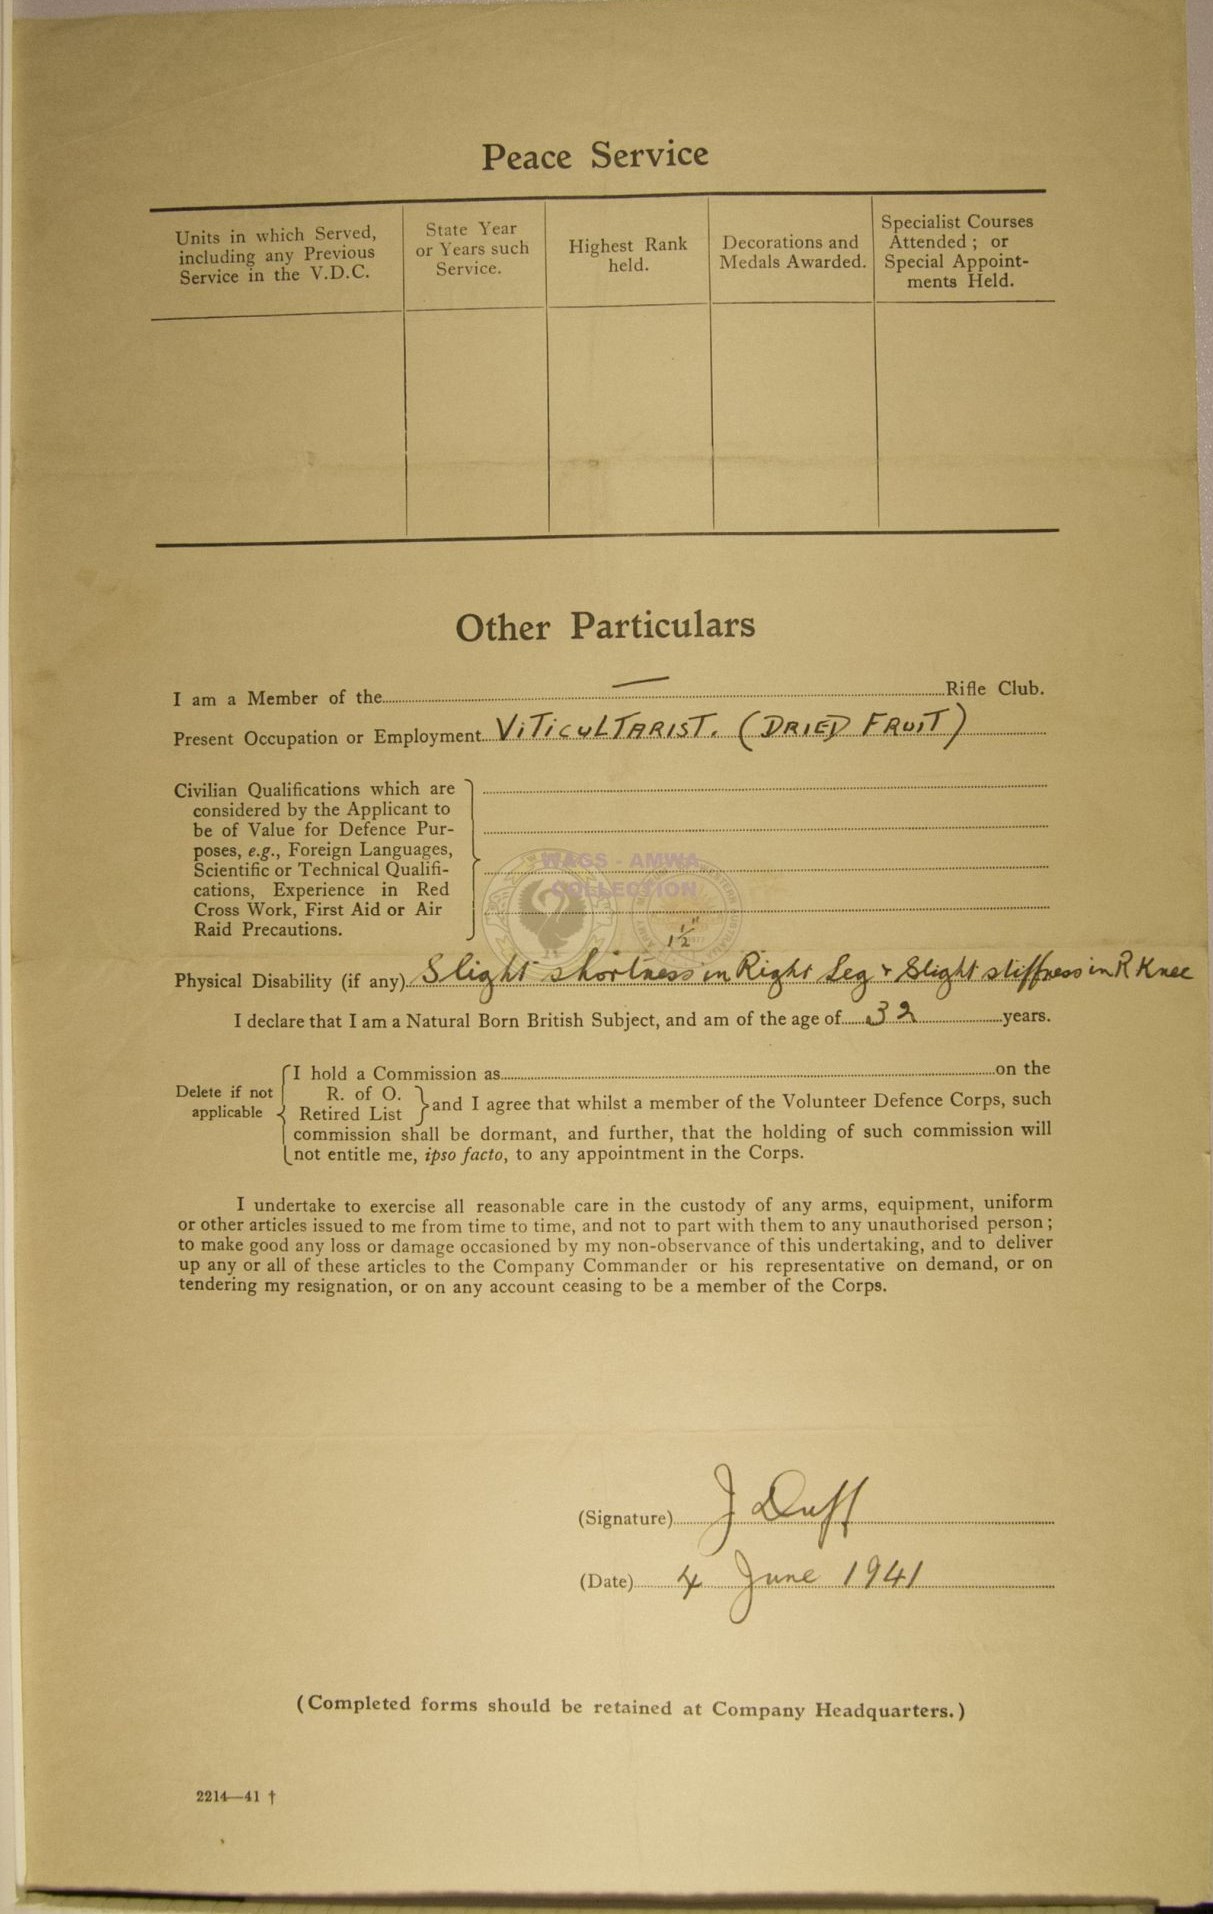 Peace Service
Units in which Served,
including any Previous
Service in the V.D.C.
State Year
or Years such
Service.
Highest Rank
held.
Decorations and
Medals Awarded.
Specialist Courses
Attended; or
Special Appoint-
ments Held.
Other Particulars
I am a Member of the — Rifle Club.
Present Occupation or Employment VITICULTARIST. (DRIED FRUIT)
Civilian Qualifications which are
considered by the Applicant to
be of Value for Defence Pur-
poses, e.g., Foreign Languages,
Scientific or Technical Qualifi-
cations, Experience in Red
Cross Work, First Aid or Air
Raid Precautions.
WAGS - AMWA
COLLECTION
1½"
Physical Disability (if any) Slight shortness in Right Leg & Slight stiffness in R Knee
I declare that I am a Natural Born British Subject, and am of the age of 32 years.
Delete if not
applicable
I hold a Commission as on the
R. of O.
Retired List
and I agree that whilst a member of the Volunteer Defence Corps, such
commission shall be dormant, and further, that the holding of such commission will
not entitle me, ipso facto, to any appointment in the Corps.
I undertake to exercise all reasonable care in the custody of any arms, equipment, uniform
or other articles issued to me from time to time, and not to part with them to any unauthorised person;
to make good any loss or damage occasioned by my non-observance of this undertaking, and to deliver
up any or all of these articles to the Company Commander or his representative on demand, or on
tendering my resignation, or on any account ceasing to be a member of the Corps.
(Signature) J Duff
(Date) 4 June 1941
(Completed forms should be retained at Company Headquarters.)
2214—41 †